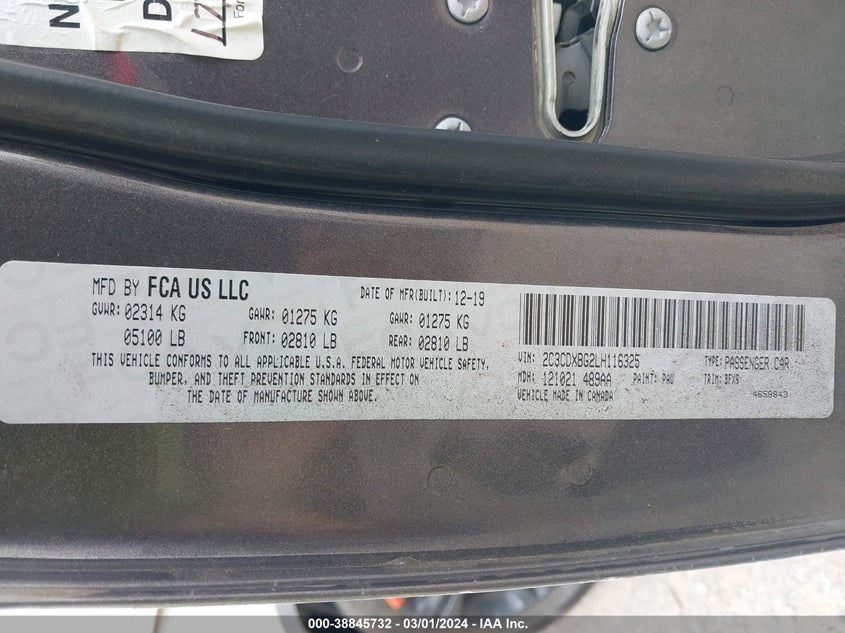 MFD BY FCA US LLC
DATE OF MFR(BUILT): 12-19
GVWR: 02314 KG
GAWR: 01275 KG
GAWR: 01275 KG
05100 LB
FRONT: 02810 LB
REAR: 02810 LB
THIS VEHICLE CONFORMS TO ALL APPLICABLE U.S.A. FEDERAL MOTOR VEHICLE SAFETY,
BUMPER, AND THEFT PREVENTION STANDARDS IN EFFECT ON
THE DATE OF MANUFACTURE SHOWN ABOVE.
VIN: 2C3CDXBG2LH116325
TYPE: PASSENGER CAR
MDH: 121021 489AA
PAINT: PAU
TRIM: BFX9
VEHICLE MADE IN CANADA
4659843
000-38845732 - 03/01/2024 - IAA Inc.